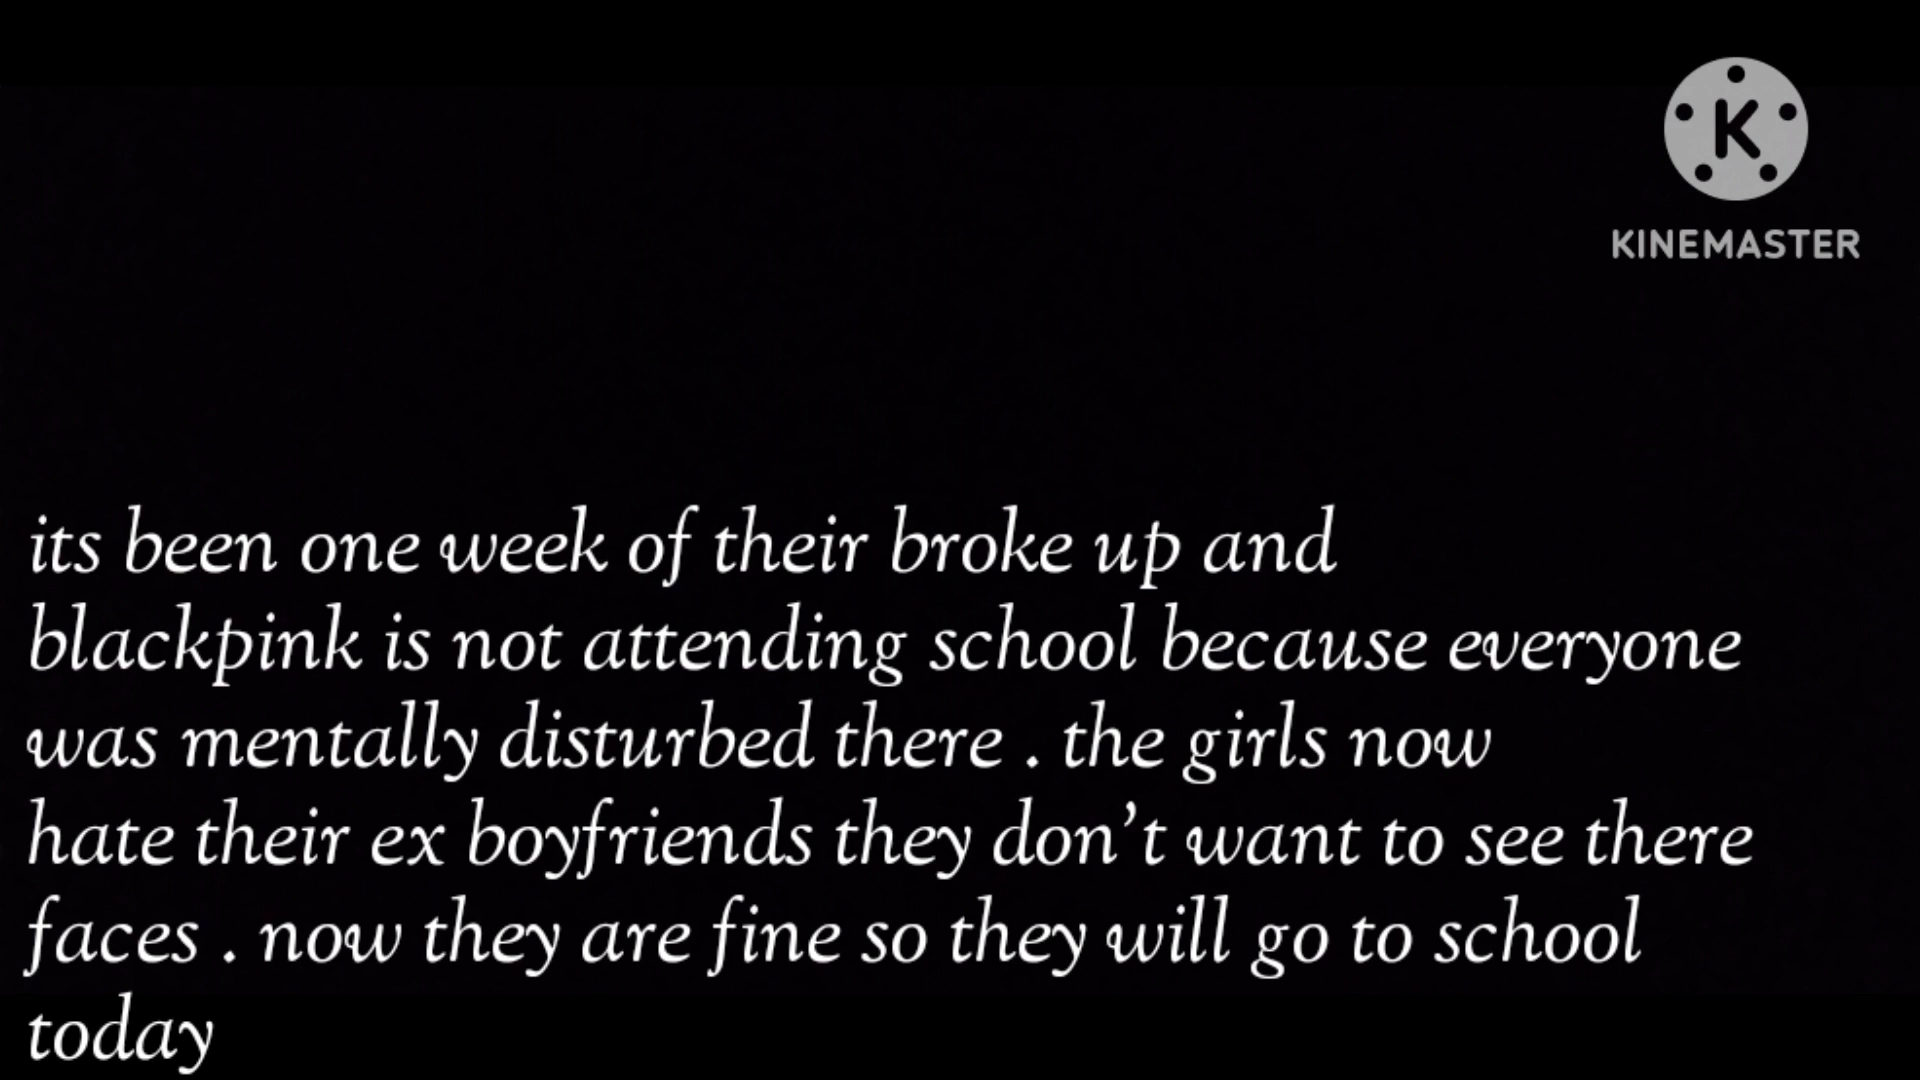 K
KINEMASTER
its been one week of their broke up and
blackpink is not attending school because everyone
was mentally disturbed there . the girls now
hate their ex boyfriends they don’t want to see there
faces . now they are fine so they will go to school
today